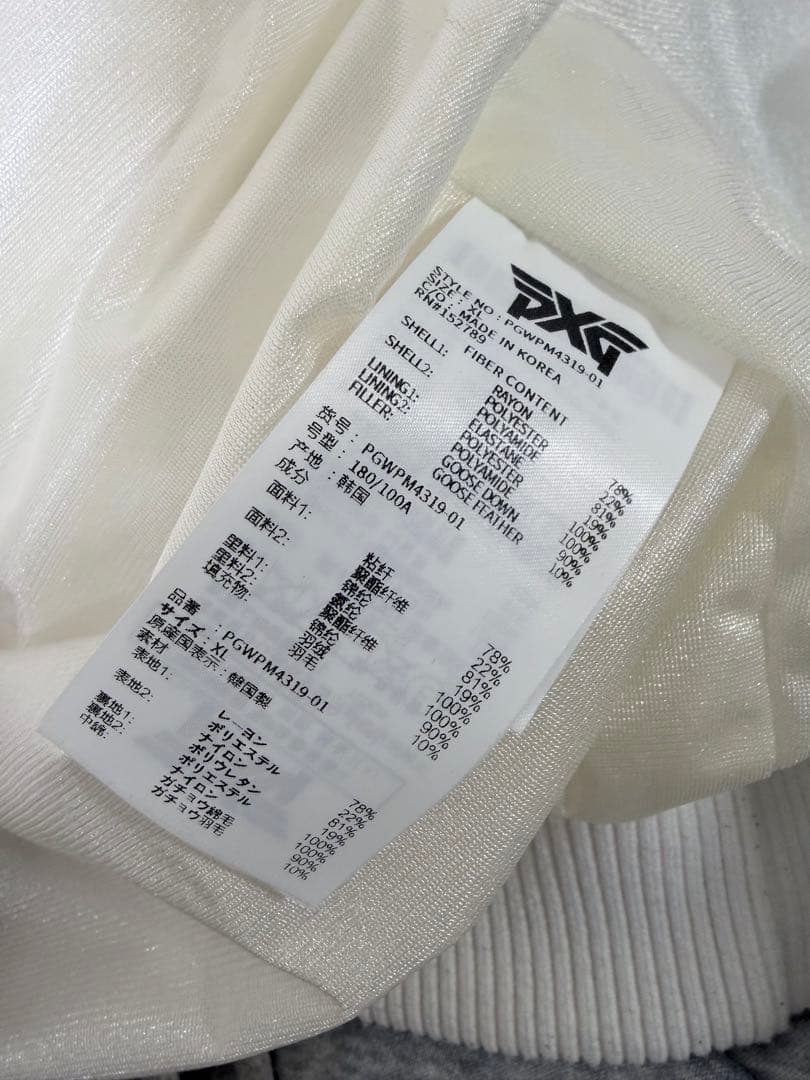 PXG
STYLE NO : PGWPM4319-01
SIZE : XL
C/O : MADE IN KOREA
RN#152789
FIBER CONTENT
SHELL1: RAYON 78%
POLYESTER 22%
SHELL2: POLYAMIDE 81%
ELASTANE 19%
LINING1: POLYESTER 100%
LINING2: POLYAMIDE 100%
FILLER: GOOSE DOWN 90%
GOOSE FEATHER 10%
货号 : PGWPM4319-01
号型 : 180/100A
产地 : 韩国
成分
面料1: 粘纤 78%
聚酯纤维 22%
面料2: 锦纶 81%
氨纶 19%
里料1: 聚酯纤维 100%
里料2: 锦纶 100%
填充物: 羽绒 90%
羽毛 10%
品番 : PGWPM4319-01
サイズ : XL
原産国表示 : 韓国製
素材
表地1: レーヨン 78%
ポリエステル 22%
表地2: ナイロン 81%
ポリウレタン 19%
裏地1: ポリエステル 100%
裏地2: ナイロン 100%
中綿: ガチョウ綿毛 90%
ガチョウ羽毛 10%